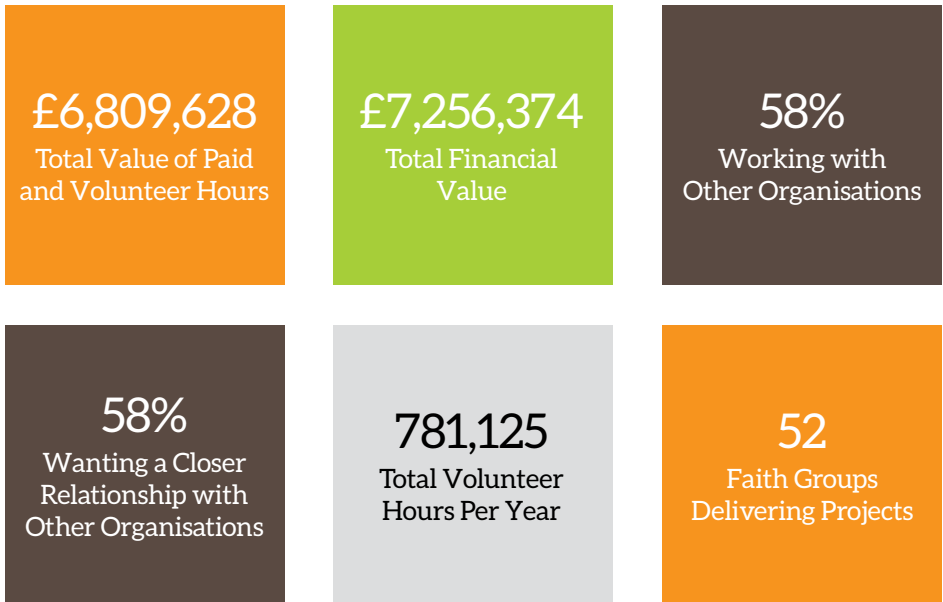 £6,809,628
Total Value of Paid
and Volunteer Hours
£7,256,374
Total Financial
Value
58%
Working with
Other Organisations
58%
Wanting a Closer
Relationship with
Other Organisations
781,125
Total Volunteer
Hours Per Year
52
Faith Groups
Delivering Projects